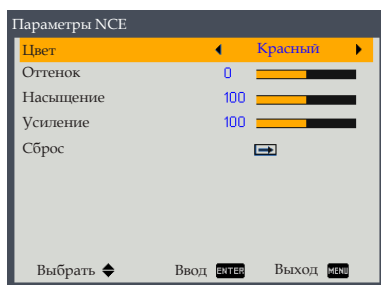 Параметры NCE
Цвет Красный
Оттенок 0
Насыщение 100
Усиление 100
Сброс
Выбрать Ввод ENTER Выход MENU